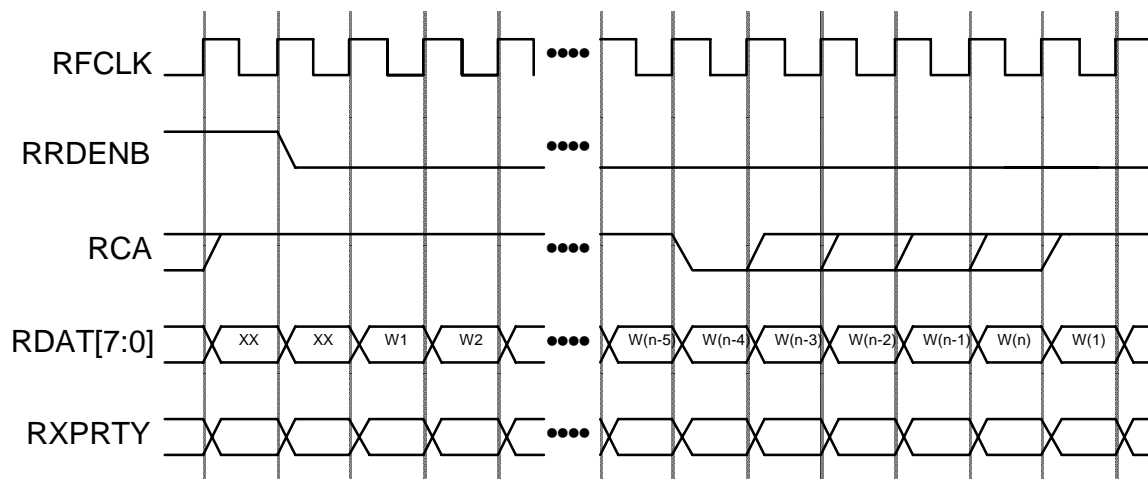 RFCLK
RRDENB
RCA
RDAT[7:0] XX XX W1 W2 W(n-5) W(n-4) W(n-3) W(n-2) W(n-1) W(n) W(1)
RXPRTY